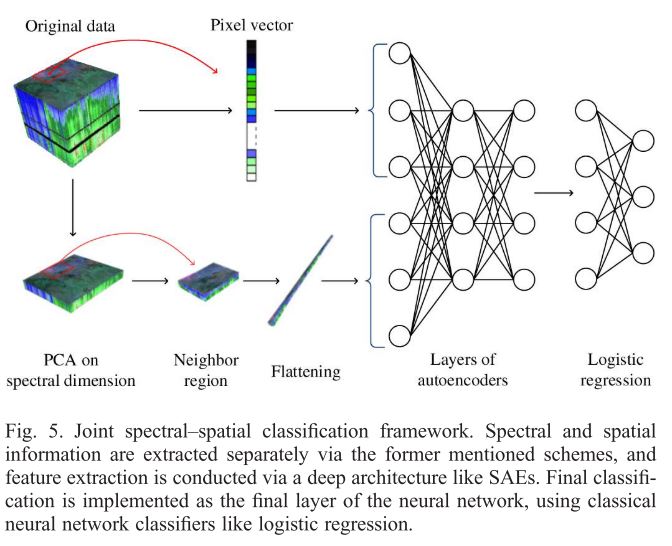 Original data
Pixel vector
PCA on
spectral dimension
Neighbor
region
Flattening
Layers of
autoencoders
Logistic
regression
Fig. 5. Joint spectral–spatial classification framework. Spectral and spatial
information are extracted separately via the former mentioned schemes, and
feature extraction is conducted via a deep architecture like SAEs. Final classifi-
cation is implemented as the final layer of the neural network, using classical
neural network classifiers like logistic regression.